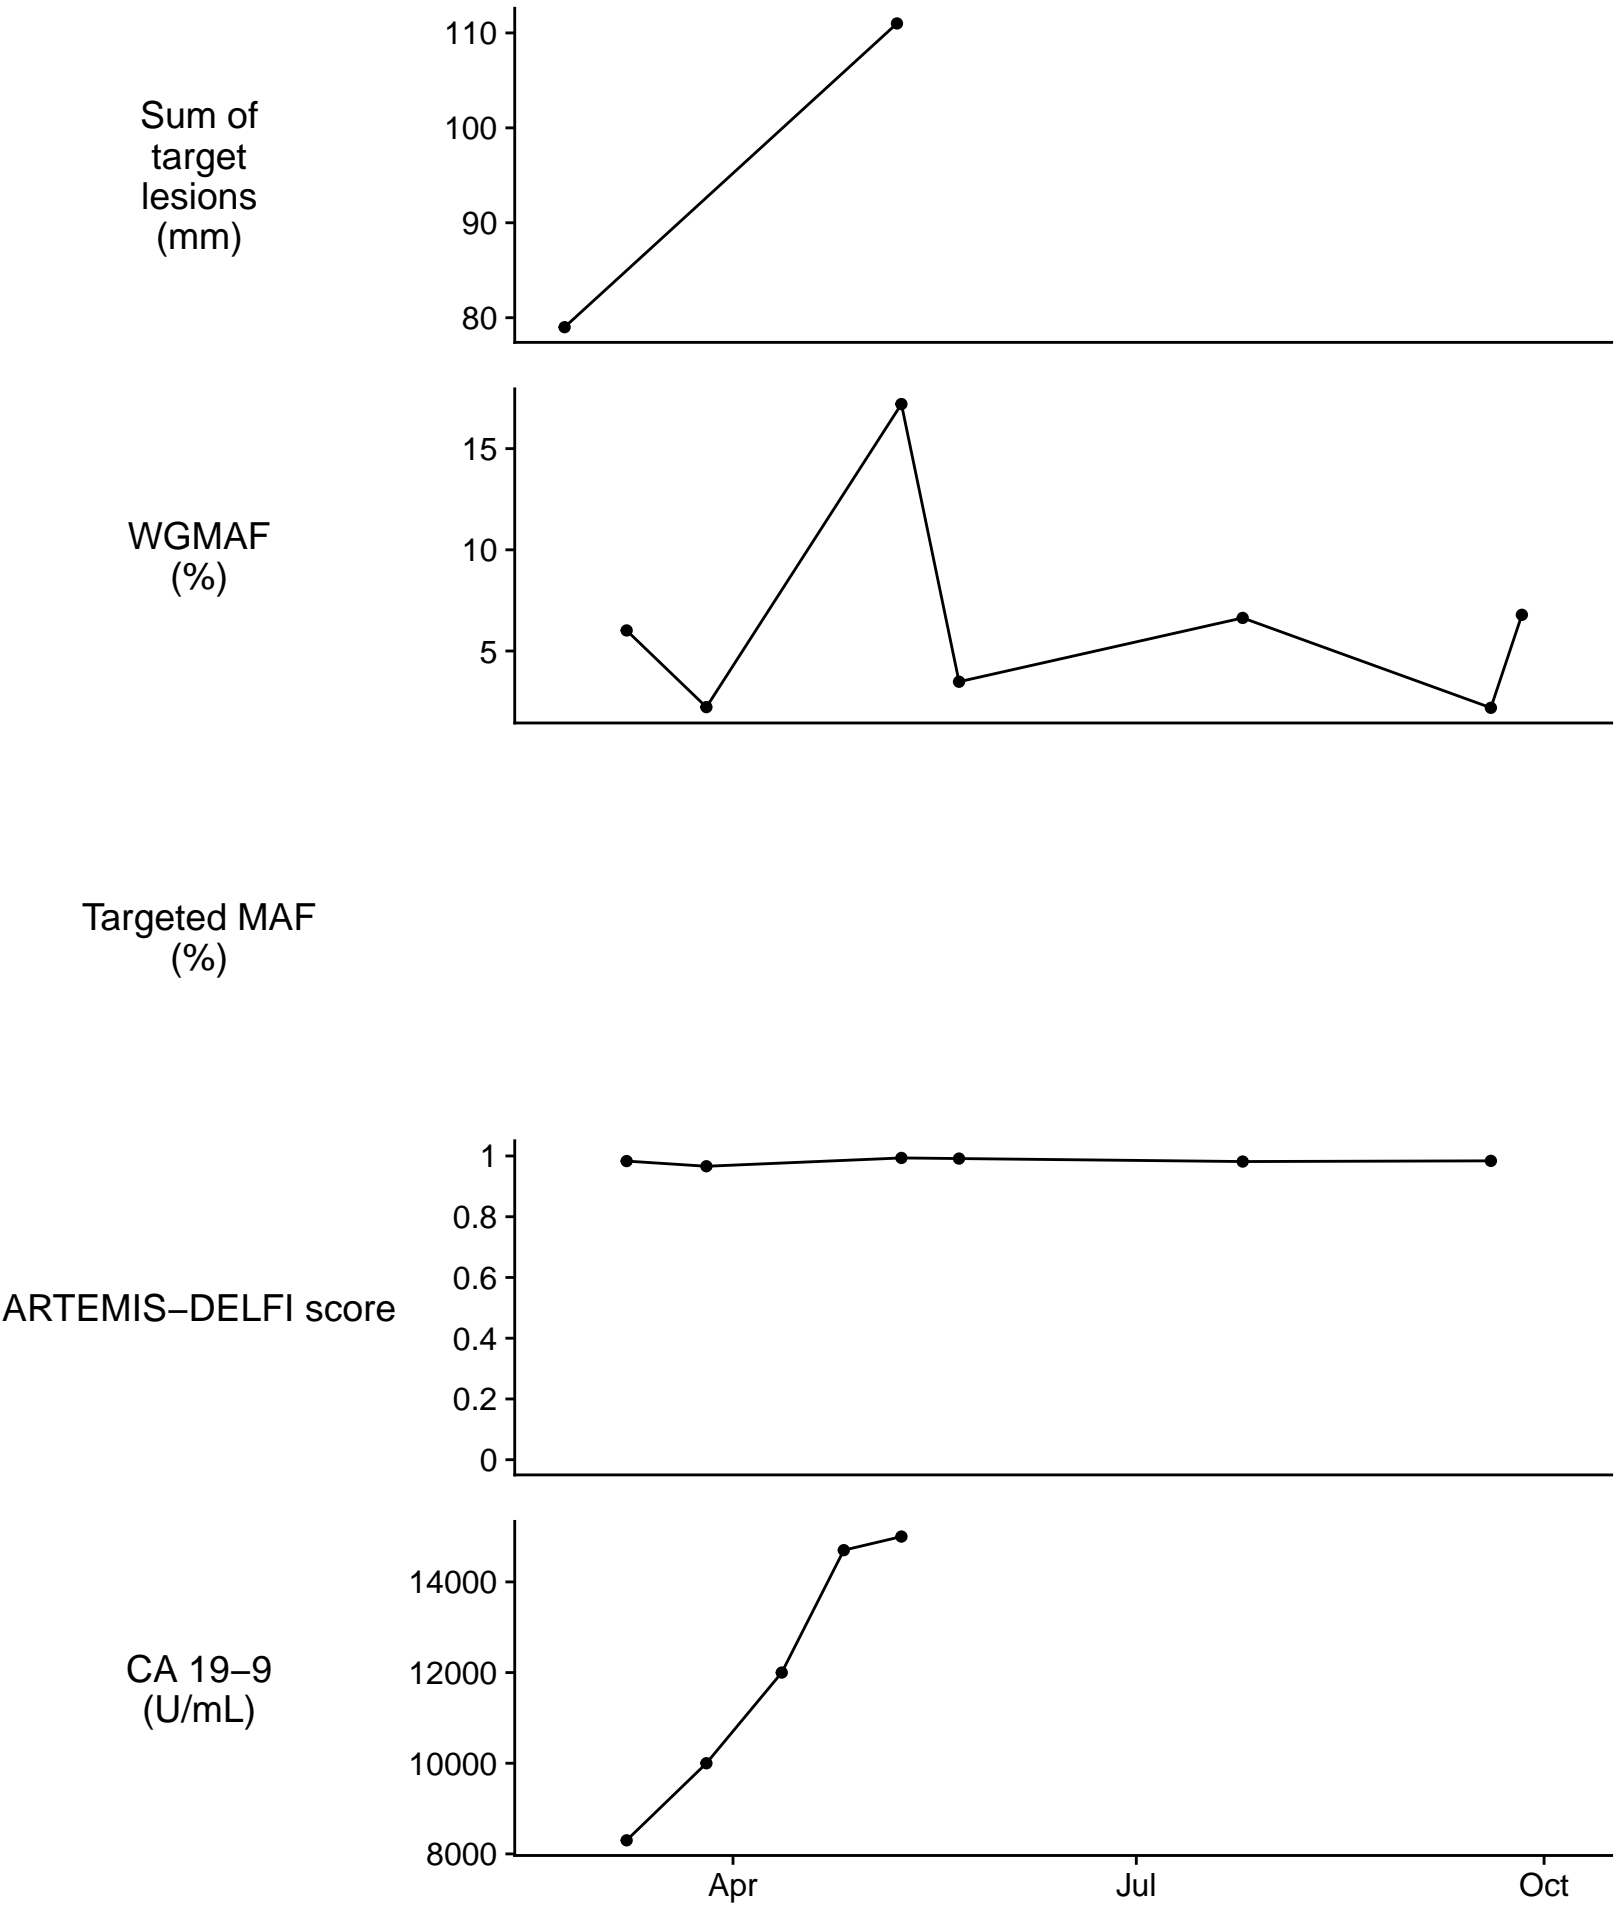 Sum of
target
lesions
(mm)
110
100
90
80
WGMAF
(%)
15
10
5
Targeted MAF
(%)
ARTEMIS−DELFI score
1
0.8
0.6
0.4
0.2
0
CA 19−9
(U/mL)
14000
12000
10000
8000
Apr Jul Oct